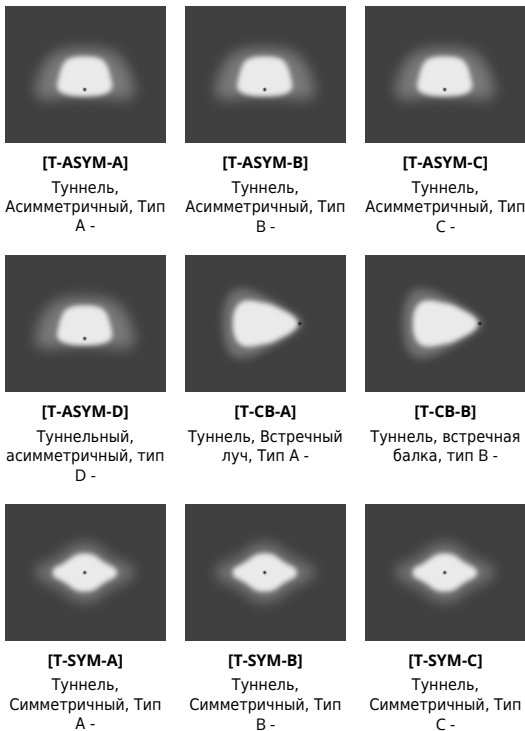 [T-ASYM-A]
Туннель,
Асимметричный, Тип
A -
[T-ASYM-B]
Туннель,
Асимметричный, Тип
B -
[T-ASYM-C]
Туннель,
Асимметричный, Тип
C -
[T-ASYM-D]
Туннельный,
асимметричный, тип
D -
[T-CB-A]
Туннель, Встречный
луч, Тип A -
[T-CB-B]
Туннель, встречная
балка, тип B -
[T-SYM-A]
Туннель,
Симметричный, Тип
A -
[T-SYM-B]
Туннель,
Симметричный, Тип
B -
[T-SYM-C]
Туннель,
Симметричный, Тип
C -